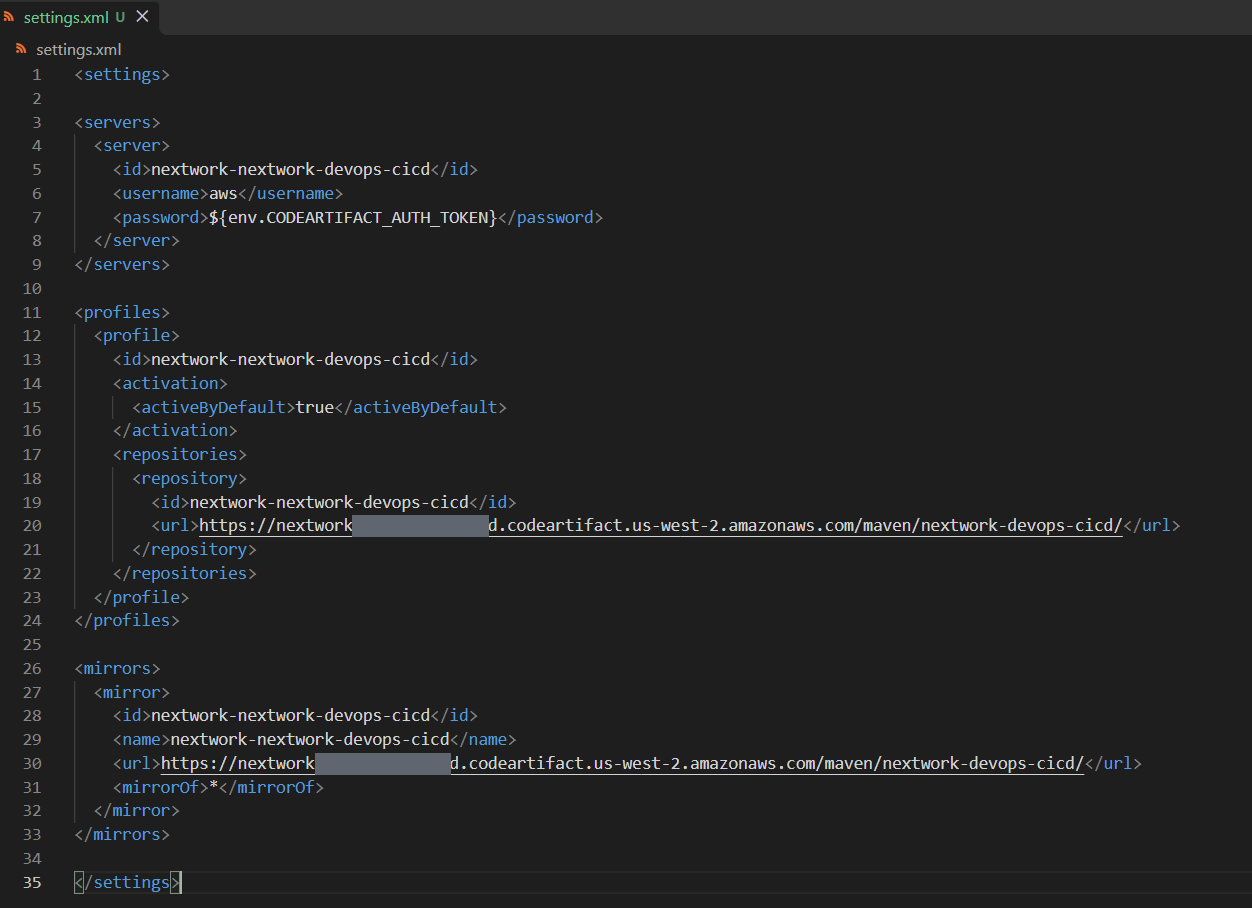 settings.xml U
settings.xml
1 <settings>
2
3 <servers>
4 <server>
5 <id>nextwork-nextwork-devops-cicd</id>
6 <username>aws</username>
7 <password>${env.CODEARTIFACT_AUTH_TOKEN}</password>
8 </server>
9 </servers>
10
11 <profiles>
12 <profile>
13 <id>nextwork-nextwork-devops-cicd</id>
14 <activation>
15 <activeByDefault>true</activeByDefault>
16 </activation>
17 <repositories>
18 <repository>
19 <id>nextwork-nextwork-devops-cicd</id>
20 <url>https://nextwork d.codeartifact.us-west-2.amazonaws.com/maven/nextwork-devops-cicd/</url>
21 </repository>
22 </repositories>
23 </profile>
24 </profiles>
25
26 <mirrors>
27 <mirror>
28 <id>nextwork-nextwork-devops-cicd</id>
29 <name>nextwork-nextwork-devops-cicd</name>
30 <url>https://nextwork d.codeartifact.us-west-2.amazonaws.com/maven/nextwork-devops-cicd/</url>
31 <mirrorOf>*</mirrorOf>
32 </mirror>
33 </mirrors>
34
35 </settings>